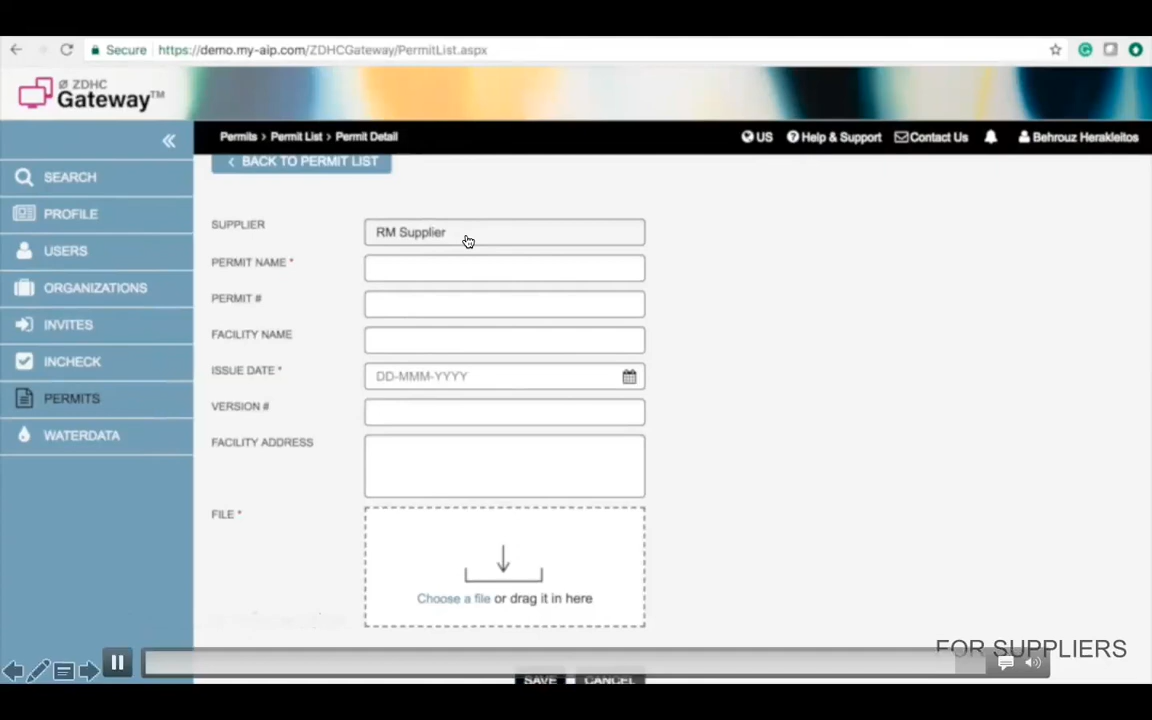 Secure https://demo.my-aip.com/ZDHCGateway/PermitList.aspx
ZDHC
Gateway™
Permits > Permit List > Permit Detail
US Help & Support Contact Us Behrouz Herakleitos
« 
SEARCH
PROFILE
USERS
ORGANIZATIONS
INVITES
INCHECK
PERMITS
WATERDATA
< BACK TO PERMIT LIST
SUPPLIER RM Supplier
PERMIT NAME *
PERMIT #
FACILITY NAME
ISSUE DATE * DD-MMM-YYYY
VERSION #
FACILITY ADDRESS
FILE *
Choose a file or drag it in here
SAVE CANCEL
FOR SUPPLIERS